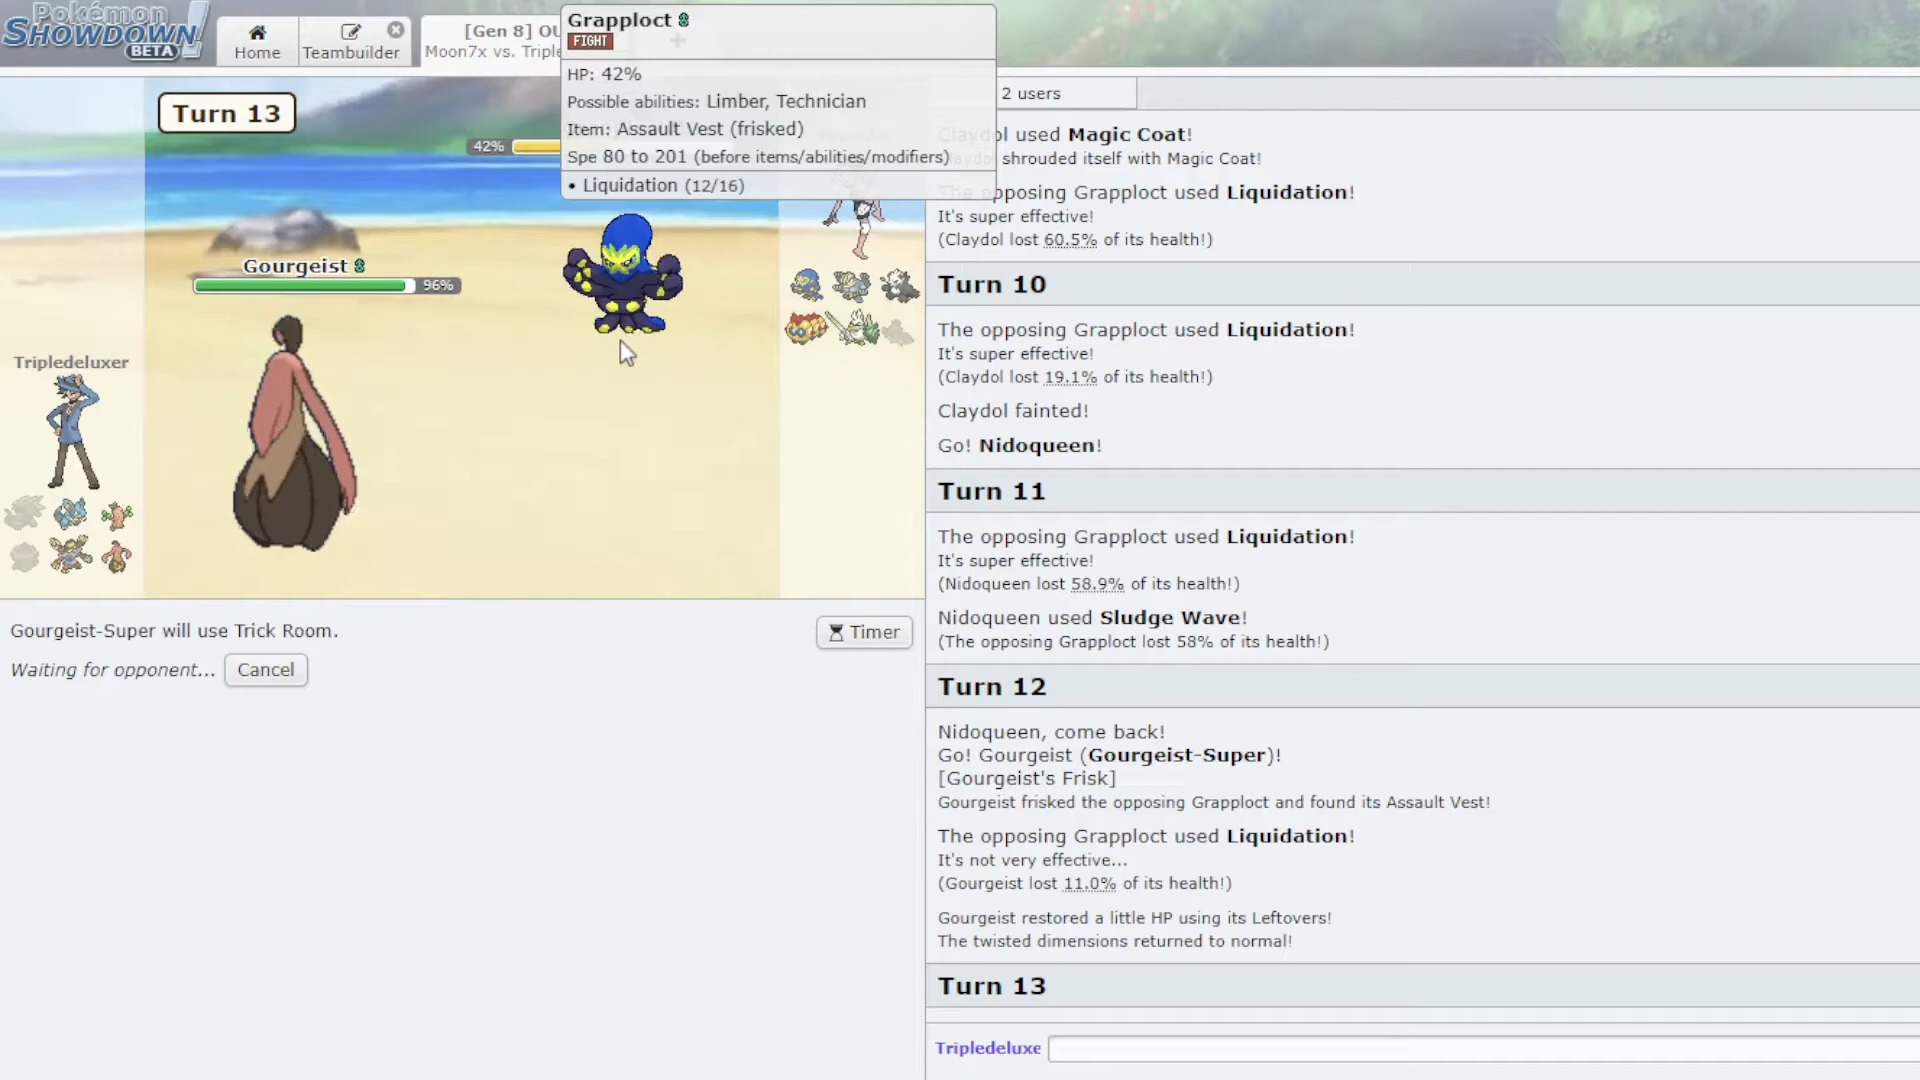 Pokémon
SHOWDOWN!
BETA
Home
Teambuilder
[Gen 8] OU
Moon7x vs. Triple
Grapploct
FIGHT
HP: 42%
Possible abilities: Limber, Technician
Item: Assault Vest (frisked)
Spe 80 to 201 (before items/abilities/modifiers)
• Liquidation (12/16)
Turn 13
42%
Gourgeist
96%
Tripledeluxer
Gourgeist-Super will use Trick Room.
Timer
Waiting for opponent...
Cancel
2 users
Claydol used Magic Coat!
Claydol shrouded itself with Magic Coat!
The opposing Grapploct used Liquidation!
It's super effective!
(Claydol lost 60.5% of its health!)
Turn 10
The opposing Grapploct used Liquidation!
It's super effective!
(Claydol lost 19.1% of its health!)
Claydol fainted!
Go! Nidoqueen!
Turn 11
The opposing Grapploct used Liquidation!
It's super effective!
(Nidoqueen lost 58.9% of its health!)
Nidoqueen used Sludge Wave!
(The opposing Grapploct lost 58% of its health!)
Turn 12
Nidoqueen, come back!
Go! Gourgeist (Gourgeist-Super)!
[Gourgeist's Frisk]
Gourgeist frisked the opposing Grapploct and found its Assault Vest!
The opposing Grapploct used Liquidation!
It's not very effective...
(Gourgeist lost 11.0% of its health!)
Gourgeist restored a little HP using its Leftovers!
The twisted dimensions returned to normal!
Turn 13
Tripledeluxe